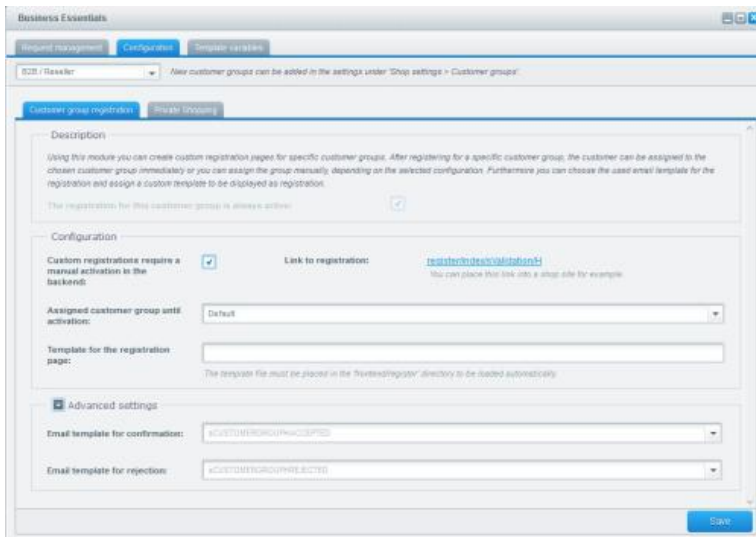 Business Essentials
Request management Configuration Template variables
B2B / Reseller New customer groups can be added in the settings under 'Shop settings > Customer groups'.
Customer group registration Private Shopping
Description
Using this module you can create custom registration pages for specific customer groups. After registering for a specific customer group, the customer can be assigned to the
chosen customer group immediately or you can assign the group manually, depending on the selected configuration. Furthermore you can choose the used email template for the
registration and assign a custom template to be displayed as registration.
The registration for this customer group is always active:
Configuration
Custom registrations require a
manual activation in the
backend:
Link to registration:
register/index/sValidation/H
You can place this link into a shop site for example
Assigned customer group until
activation:
Default
Template for the registration
page:
The template file must be placed in the 'frontend/register' directory to be loaded automatically.
Advanced settings
Email template for confirmation: sCUSTOMERGROUPHACCEPTED
Email template for rejection: sCUSTOMERGROUPHREJECTED
Save